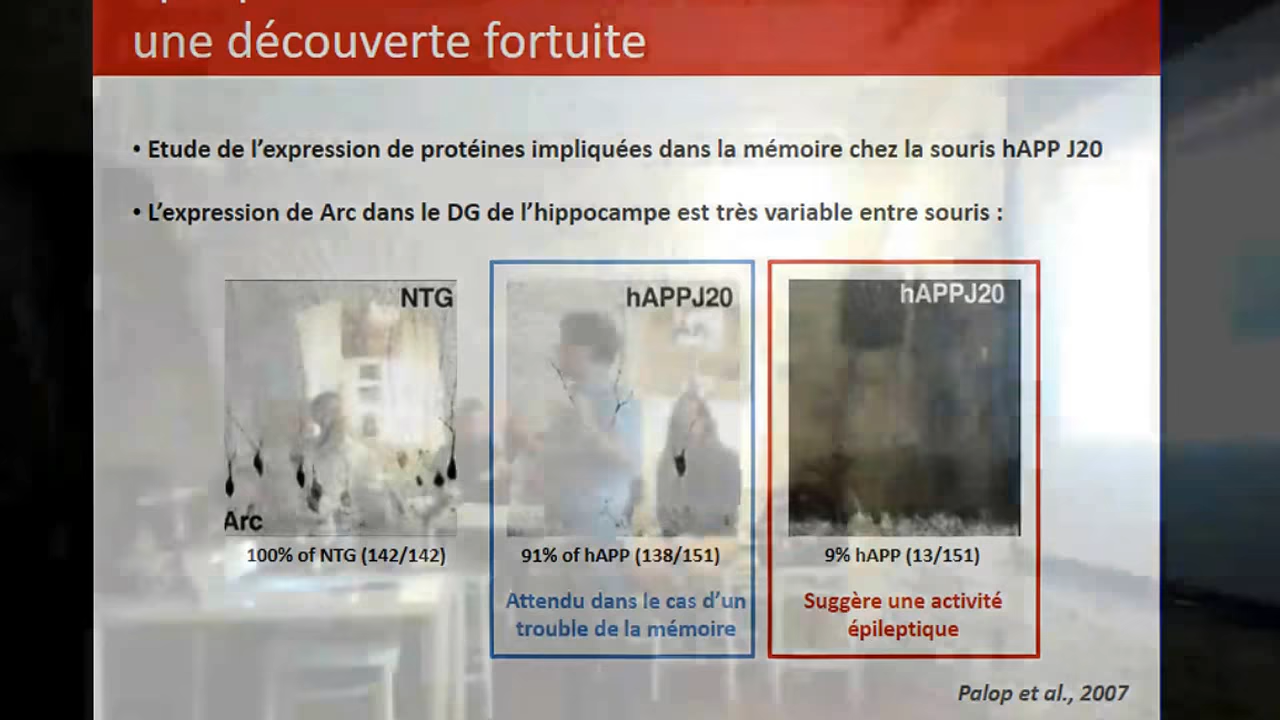 une découverte fortuite
• Etude de l'expression de protéines impliquées dans la mémoire chez la souris hAPP J20
• L'expression de Arc dans le DG de l'hippocampe est très variable entre souris :
NTG
Arc
100% of NTG (142/142)
hAPPJ20
91% of hAPP (138/151)
Attendu dans le cas d'un
trouble de la mémoire
hAPPJ20
9% hAPP (13/151)
Suggère une activité
épileptique
Palop et al., 2007